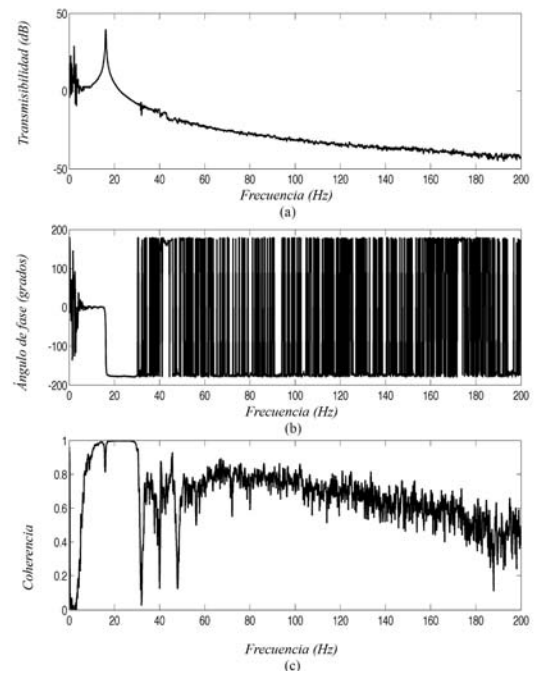 50
0
-50
Transmisibilidad (dB)
0 20 40 60 80 100 120 140 160 180 200
Frecuencia (Hz)
(a)
200
100
0
-100
-200
Ángulo de fase (grados)
0 20 40 60 80 100 120 140 160 180 200
Frecuencia (Hz)
(b)
1
0.8
0.6
0.4
0.2
0
Coherencia
0 20 40 60 80 100 120 140 160 180 200
Frecuencia (Hz)
(c)